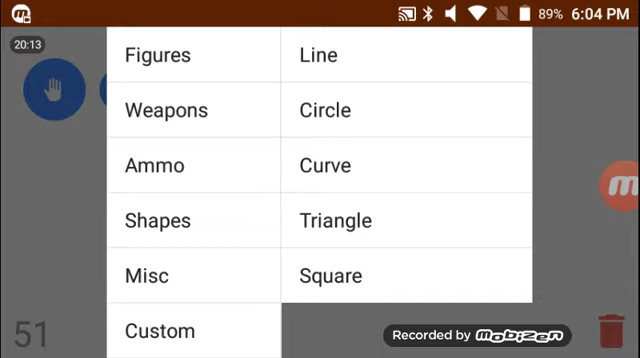 89% 6:04 PM
20:13
Figures
Line
Weapons
Circle
Ammo
Curve
Shapes
Triangle
Misc
Square
Custom
51
Recorded by mobizen